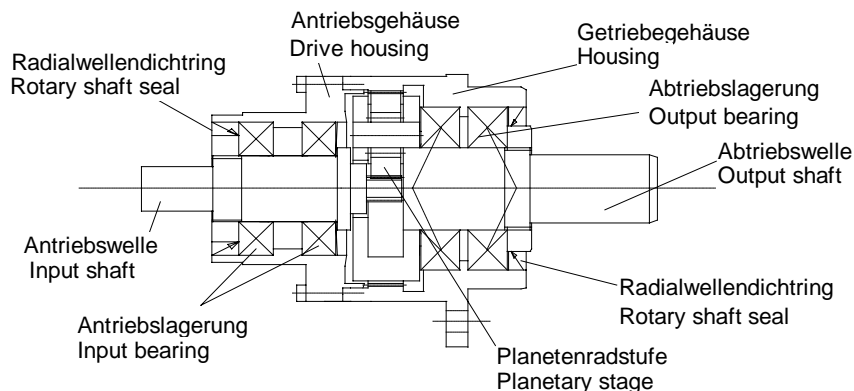 Antriebsgehäuse
Drive housing
Getriebegehäuse
Housing
Radialwellendichtring
Rotary shaft seal
Abtriebslagerung
Output bearing
Abtriebswelle
Output shaft
Antriebswelle
Input shaft
Radialwellendichtring
Rotary shaft seal
Antriebslagerung
Input bearing
Planetenradstufe
Planetary stage